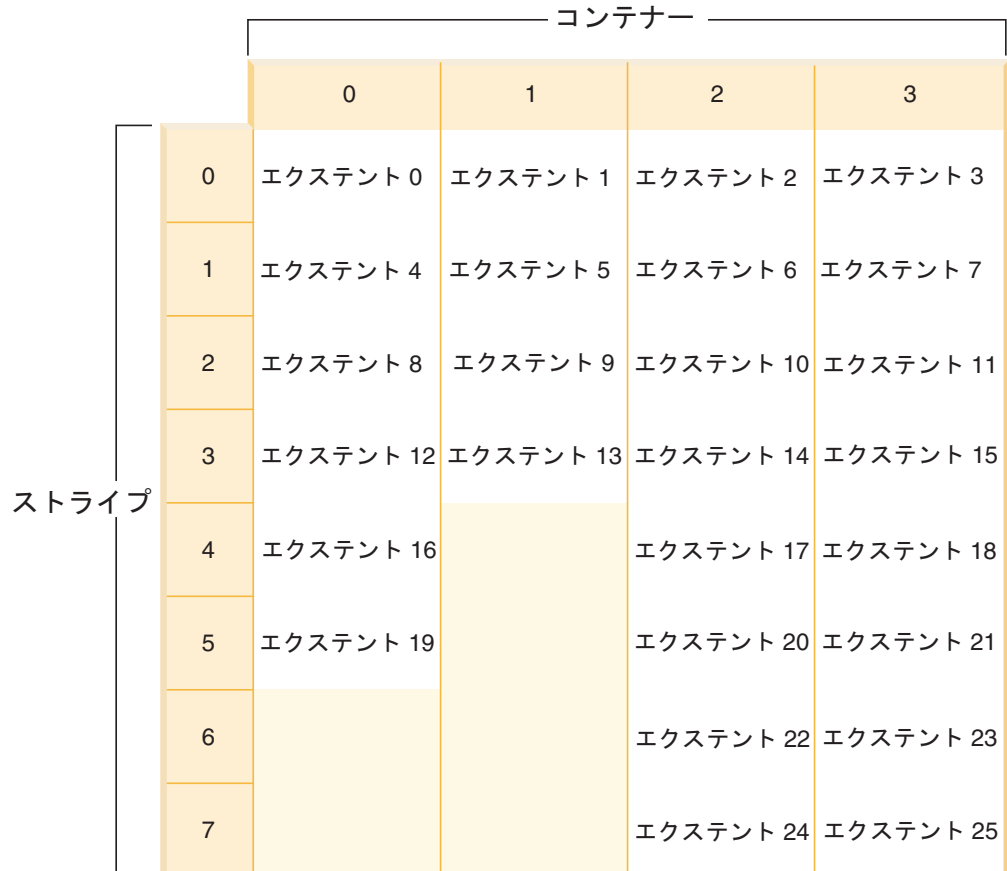 コンテナー
0 1 2 3
0 エクステント 0 エクステント 1 エクステント 2 エクステント 3
1 エクステント 4 エクステント 5 エクステント 6 エクステント 7
2 エクステント 8 エクステント 9 エクステント 10 エクステント 11
3 エクステント 12 エクステント 13 エクステント 14 エクステント 15
ストライプ
4 エクステント 16 エクステント 17 エクステント 18
5 エクステント 19 エクステント 20 エクステント 21
6 エクステント 22 エクステント 23
7 エクステント 24 エクステント 25